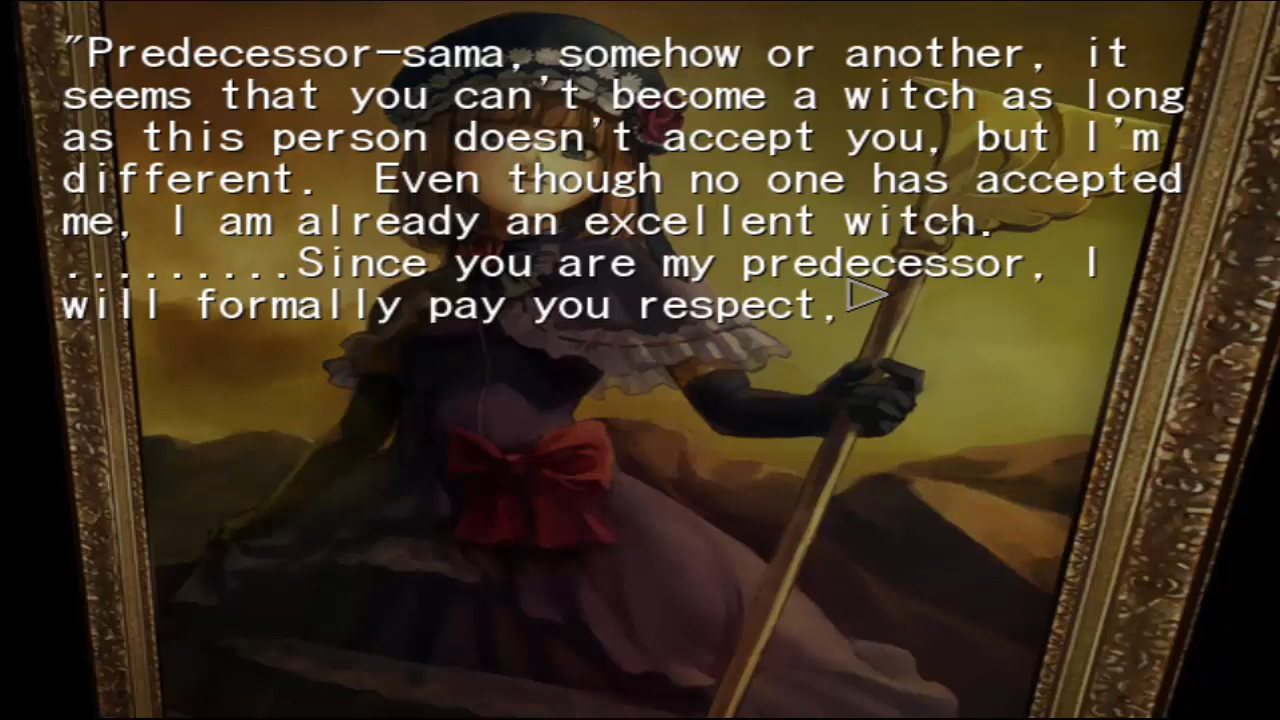 "Predecessor-sama, somehow or another, it
seems that you can't become a witch as long
as this person doesn't accept you, but I'm
different.  Even though no one has accepted
me, I am already an excellent witch.
.........Since you are my predecessor, I
will formally pay you respect,